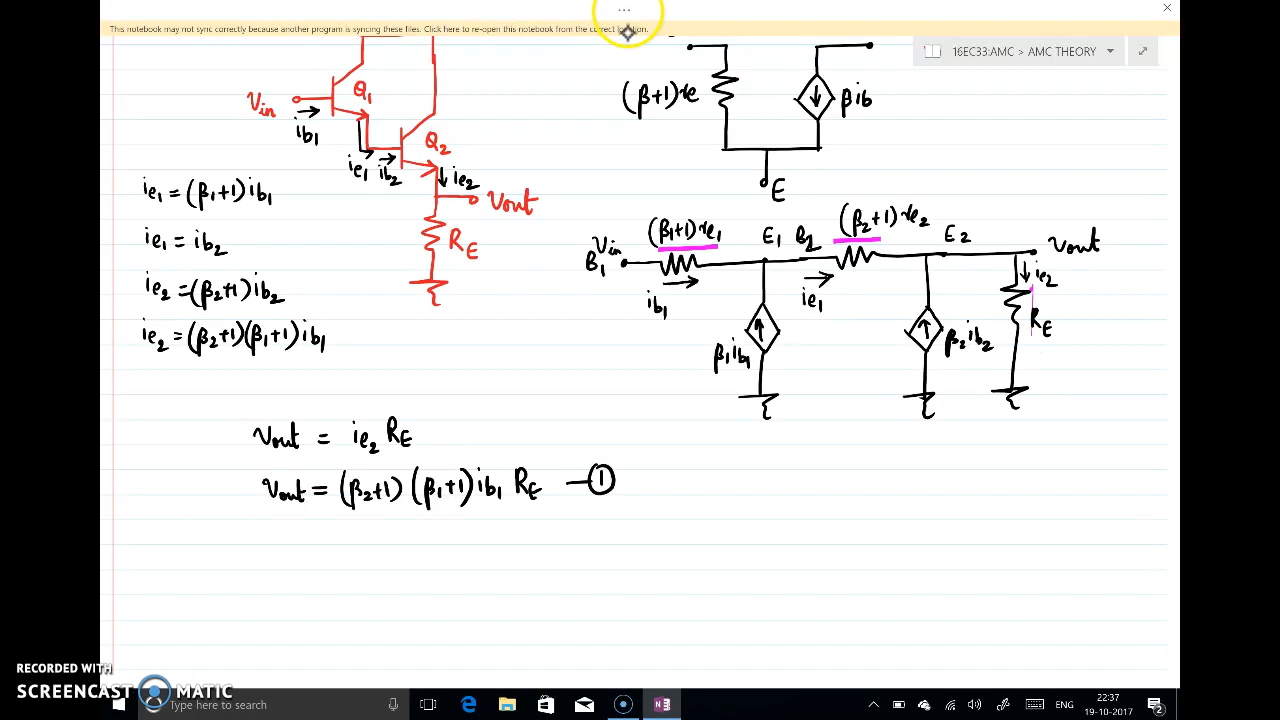 ...
This notebook may not sync correctly because another program is syncing these files. Click here to re-open this notebook from the correct location.
16EC33:AMC > AMC THEORY
Vin
Q1
ib1
ie1
ib2
Q2
ie2
Vout
RE
(β+1)re
βib
E
ie1 = (β1+1)ib1
ie1 = ib2
ie2 = (β2+1)ib2
ie2 = (β2+1)(β1+1)ib1
Vin
B1
(β1+1)re1
ib1
E1
B2
ie1
(β2+1)re2
E2
Vout
ie2
RE
β1ib1
β2ib2
Vout = ie2 RE
Vout = (β2+1) (β1+1) ib1 RE —①
RECORDED WITH
SCREENCAST MATIC
Type here to search
ENG
22:37
19-10-2017
2